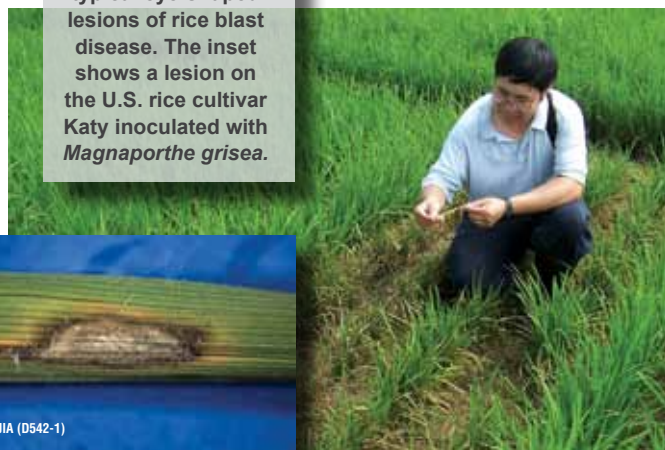 lesions of rice blast
disease. The inset
shows a lesion on
the U.S. rice cultivar
Katy inoculated with
Magnaporthe grisea.
(D542-1)